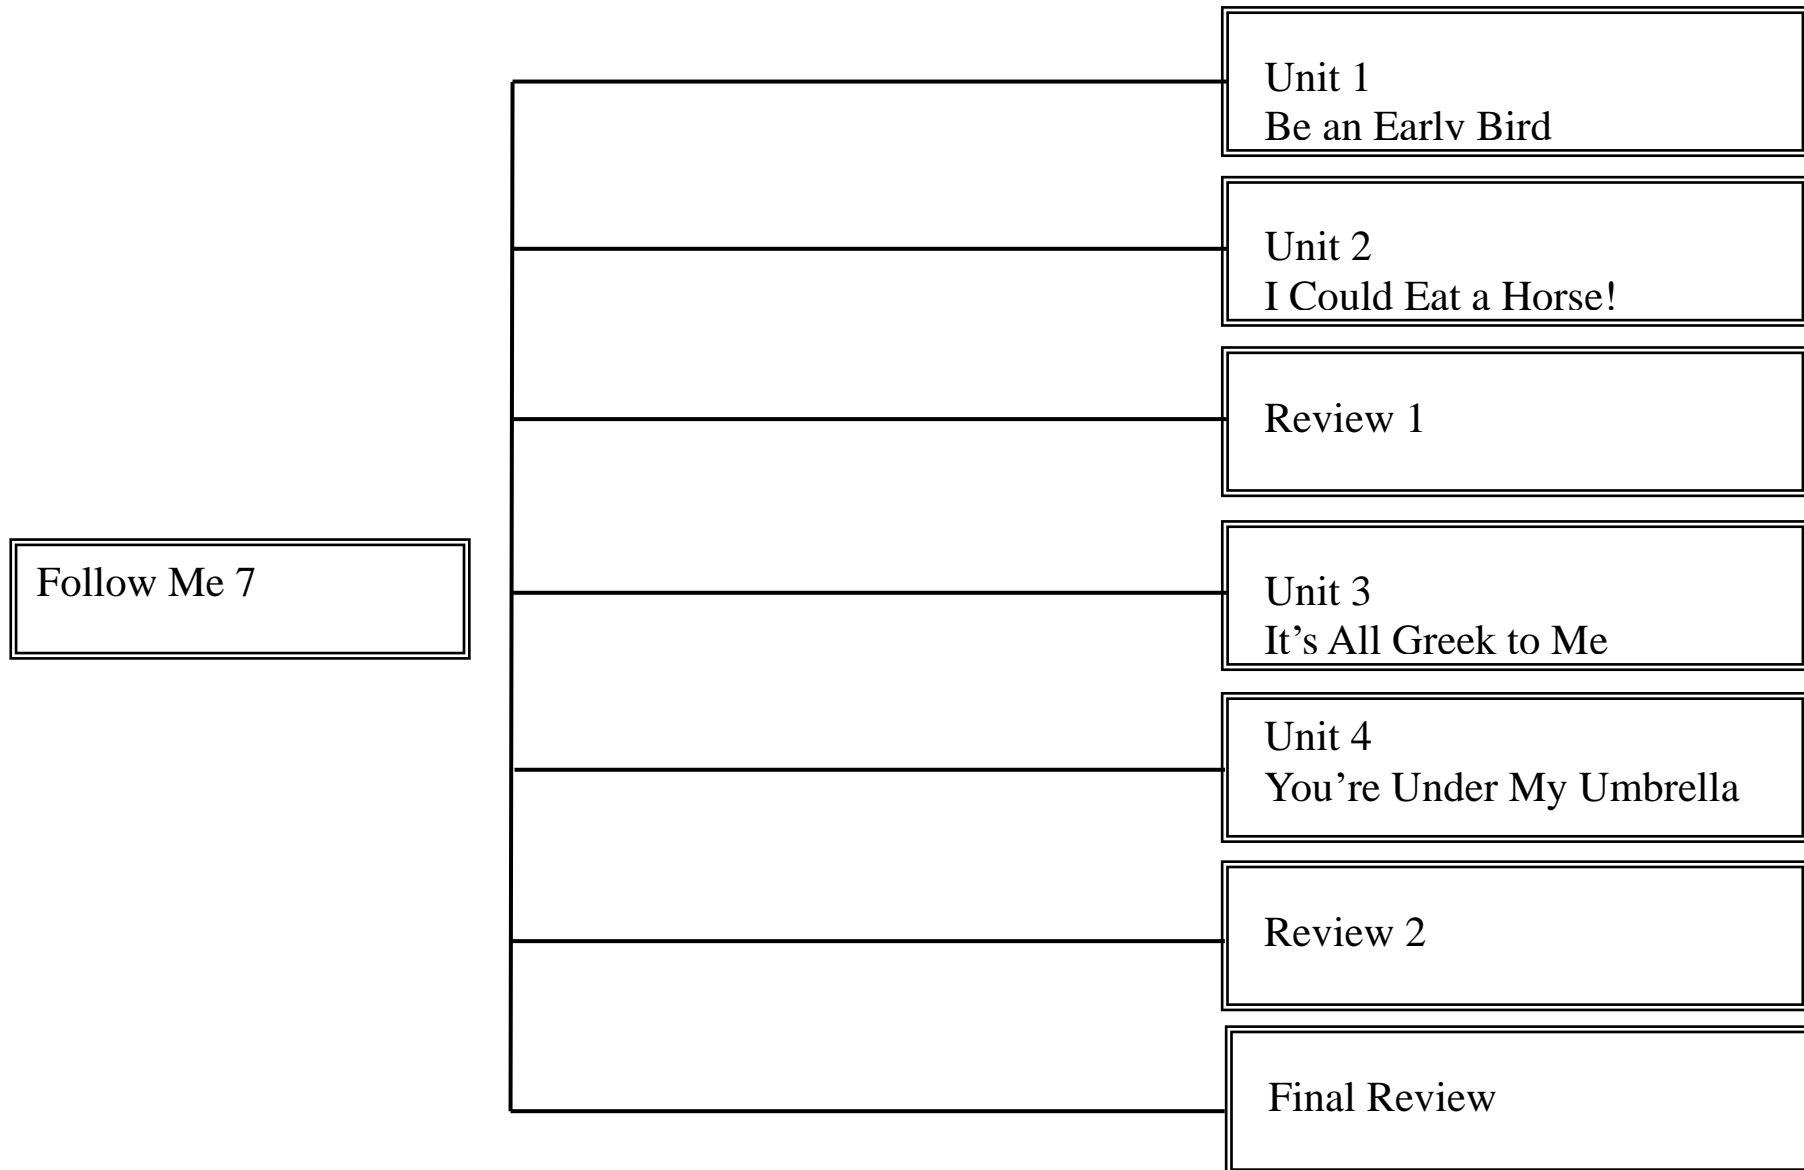 Unit 1
Be an Early Bird
Unit 2
I Could Eat a Horse!
Review 1
Follow Me 7
Unit 3
It’s All Greek to Me
Unit 4
You’re Under My Umbrella
Review 2
Final Review